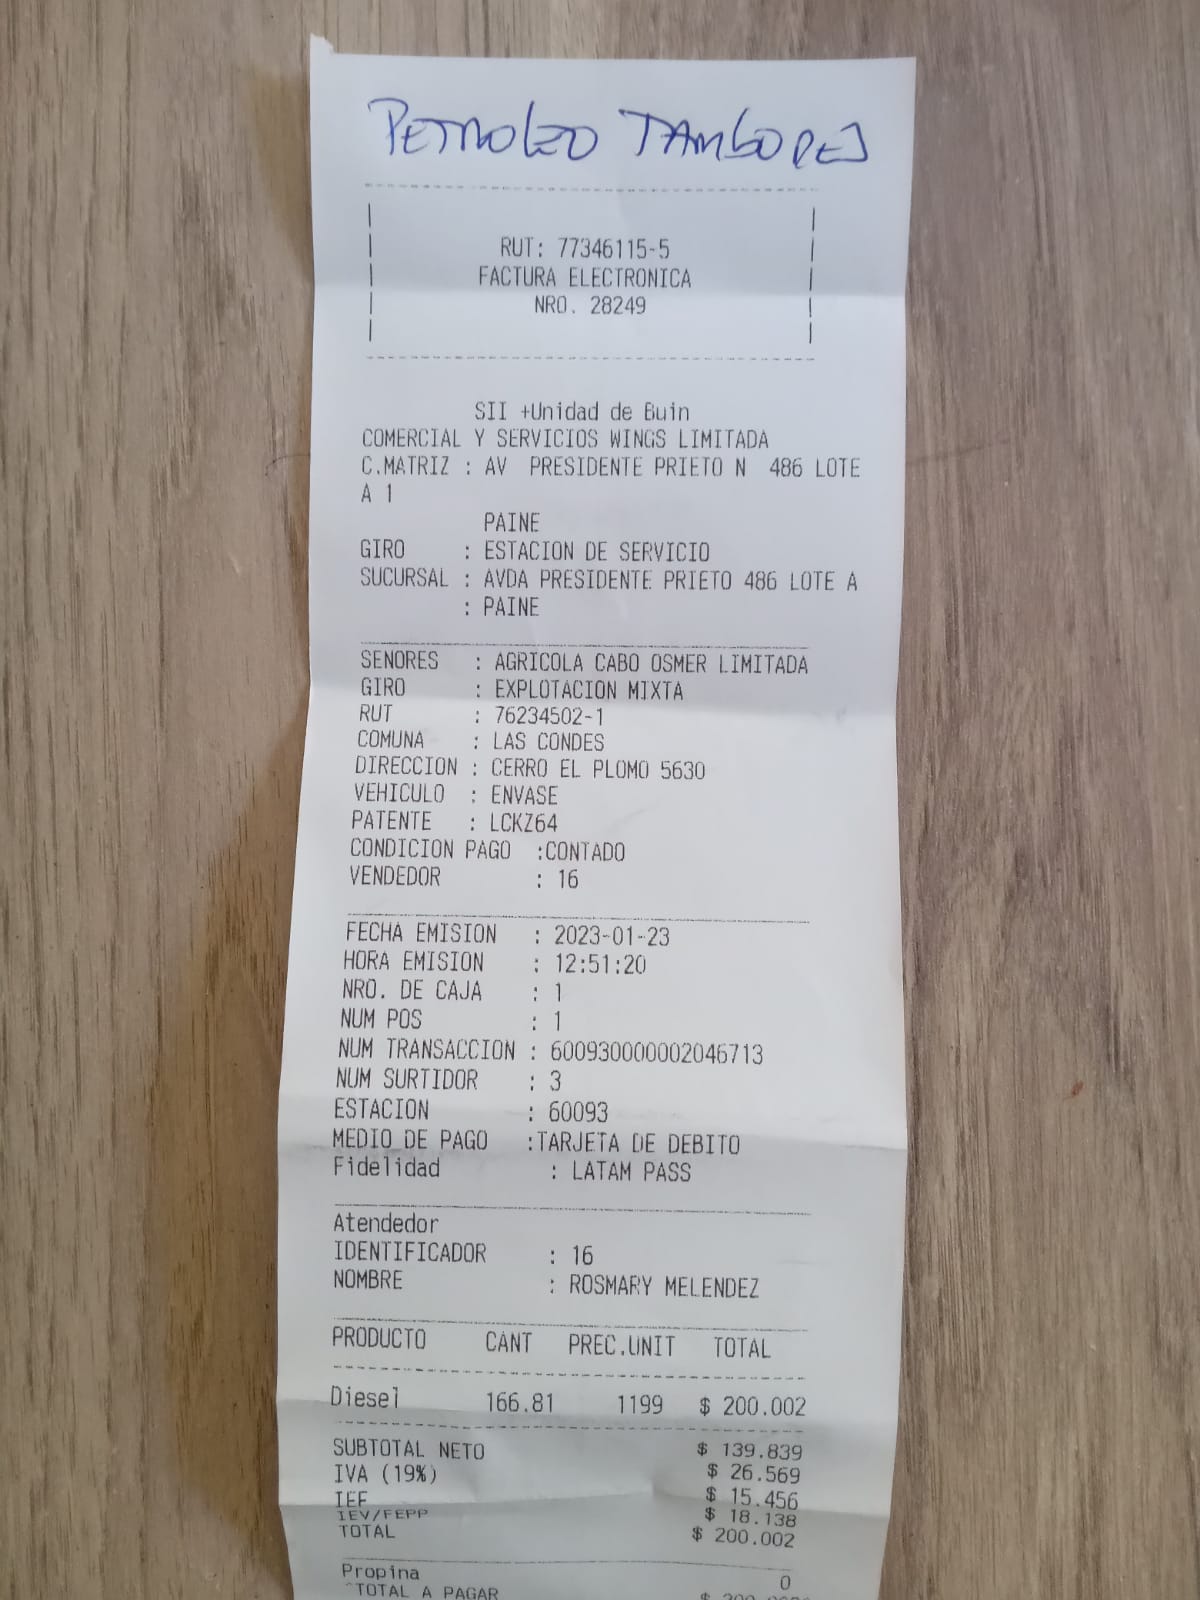 PETROLEO TAMBORES
RUT: 77346115-5
FACTURA ELECTRONICA
NRO. 28249
SII +Unidad de Buin
COMERCIAL Y SERVICIOS WINGS LIMITADA
C.MATRIZ : AV PRESIDENTE PRIETO N 486 LOTE
A 1
PAINE
GIRO : ESTACION DE SERVICIO
SUCURSAL : AVDA PRESIDENTE PRIETO 486 LOTE A
: PAINE
SENORES : AGRICOLA CABO OSMER LIMITADA
GIRO : EXPLOTACION MIXTA
RUT : 76234502-1
COMUNA : LAS CONDES
DIRECCION : CERRO EL PLOMO 5630
VEHICULO : ENVASE
PATENTE : LCKZ64
CONDICION PAGO :CONTADO
VENDEDOR : 16
FECHA EMISION : 2023-01-23
HORA EMISION : 12:51:20
NRO. DE CAJA : 1
NUM POS : 1
NUM TRANSACCION : 600930000002046713
NUM SURTIDOR : 3
ESTACION : 60093
MEDIO DE PAGO :TARJETA DE DEBITO
Fidelidad : LATAM PASS
Atendedor
IDENTIFICADOR : 16
NOMBRE : ROSMARY MELENDEZ
PRODUCTO CANT PREC.UNIT TOTAL
Diesel 166.81 1199 $ 200.002
SUBTOTAL NETO $ 139.839
IVA (19%) $ 26.569
IEF $ 15.456
IEV/FEPP $ 18.138
TOTAL $ 200.002
Propina 0
TOTAL A PAGAR